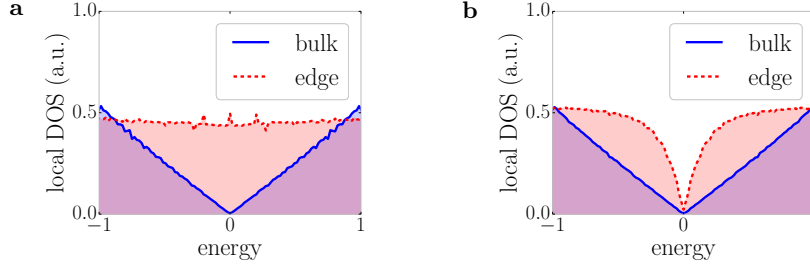 a
local DOS (a.u.)
1.0
0.5
0.0
bulk
edge
−1
0
1
energy
b
local DOS (a.u.)
1.0
0.5
0.0
bulk
edge
−1
0
energy